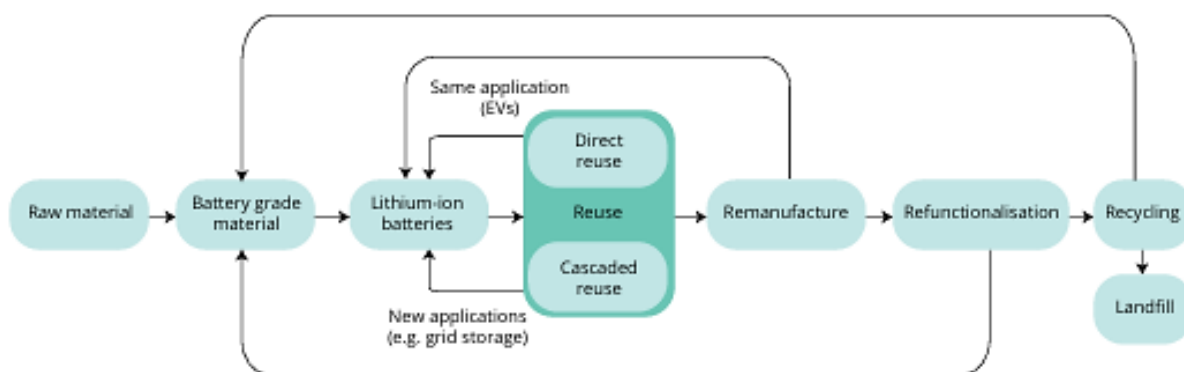 Same application
(EVs)
Direct
reuse
Raw material
Battery grade
material
Lithium-ion
batteries
Reuse
Remanufacture
Refunctionalisation
Recycling
Cascaded
reuse
New applications
(e.g. grid storage)
Landfill